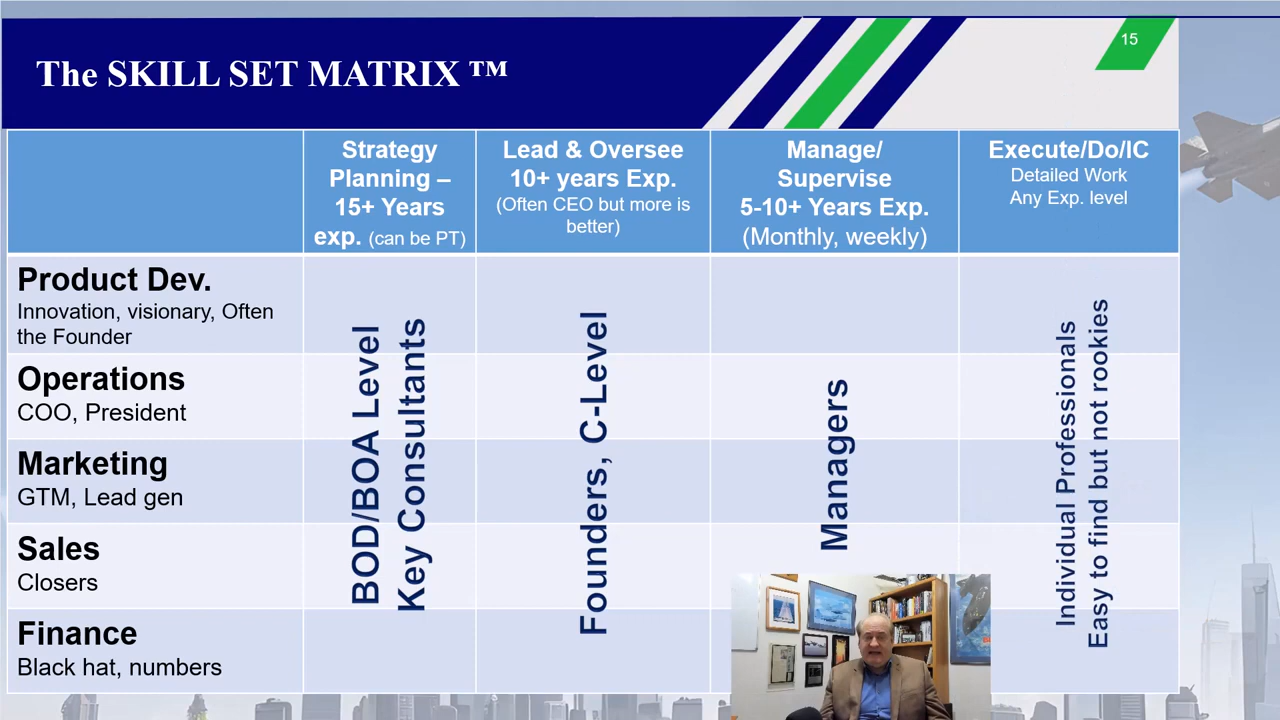 The SKILL SET MATRIX ™
15
Strategy
Planning –
15+ Years
exp. (can be PT)
Lead & Oversee
10+ years Exp.
(Often CEO but more is
better)
Manage/
Supervise
5-10+ Years Exp.
(Monthly, weekly)
Execute/Do/IC
Detailed Work
Any Exp. level
Product Dev.
Innovation, visionary, Often
the Founder
Operations
COO, President
Marketing
GTM, Lead gen
Sales
Closers
Finance
Black hat, numbers
BOD/BOA Level
Key Consultants
Founders, C-Level
Managers
Individual Professionals
Easy to find but not rookies